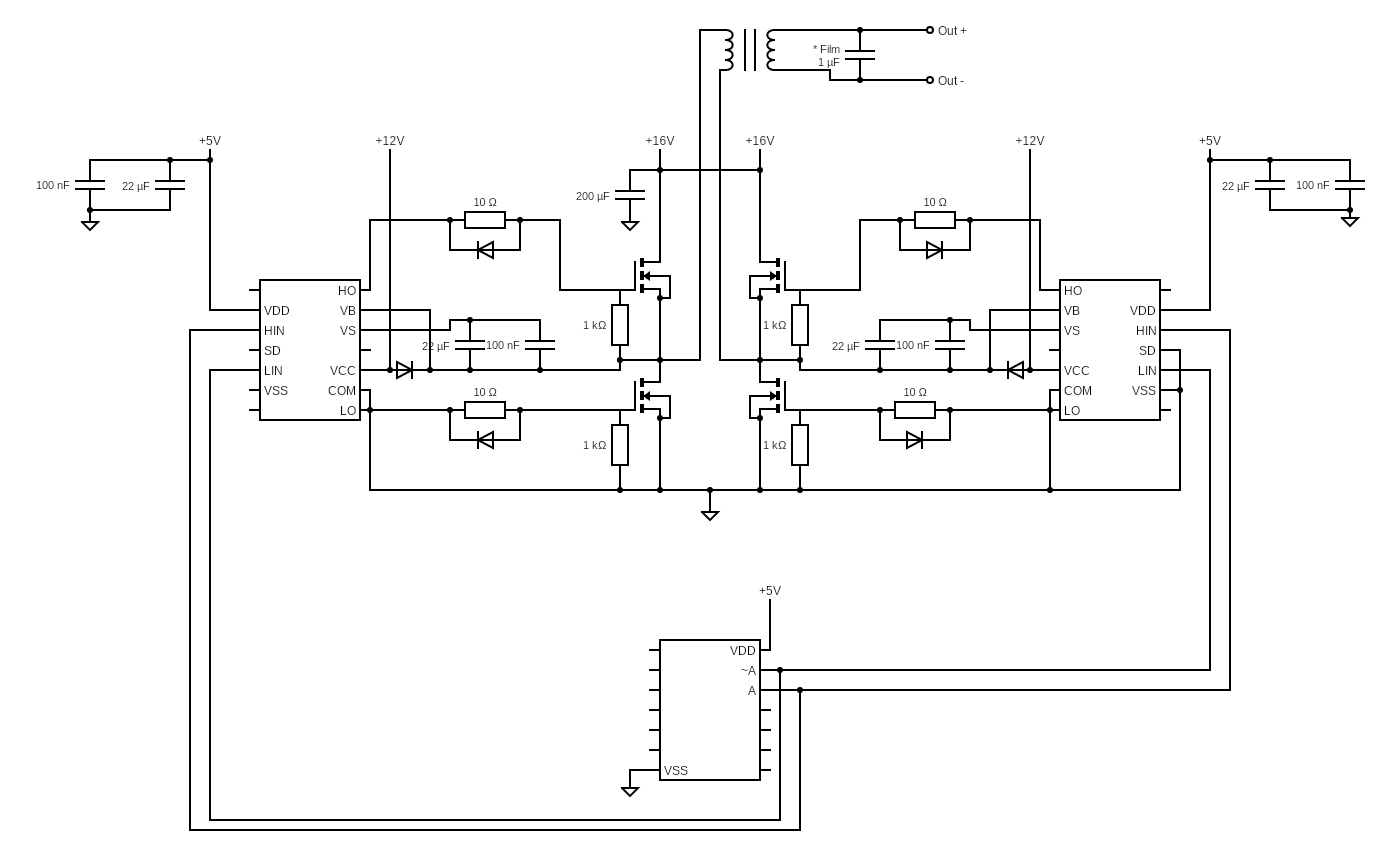 Out +
* Film
1 µF
Out -
+5V
+12V
+16V
+16V
+12V
+5V
100 nF
22 µF
200 µF
22 µF
100 nF
10 Ω
10 Ω
HO
VDD
VB
HIN
VS
SD
LIN
VCC
VSS
COM
LO
22 µF
100 nF
1 kΩ
1 kΩ
22 µF
100 nF
HO
VB
VDD
VS
HIN
SD
VCC
LIN
COM
VSS
LO
10 Ω
10 Ω
1 kΩ
1 kΩ
+5V
VDD
~A
A
VSS